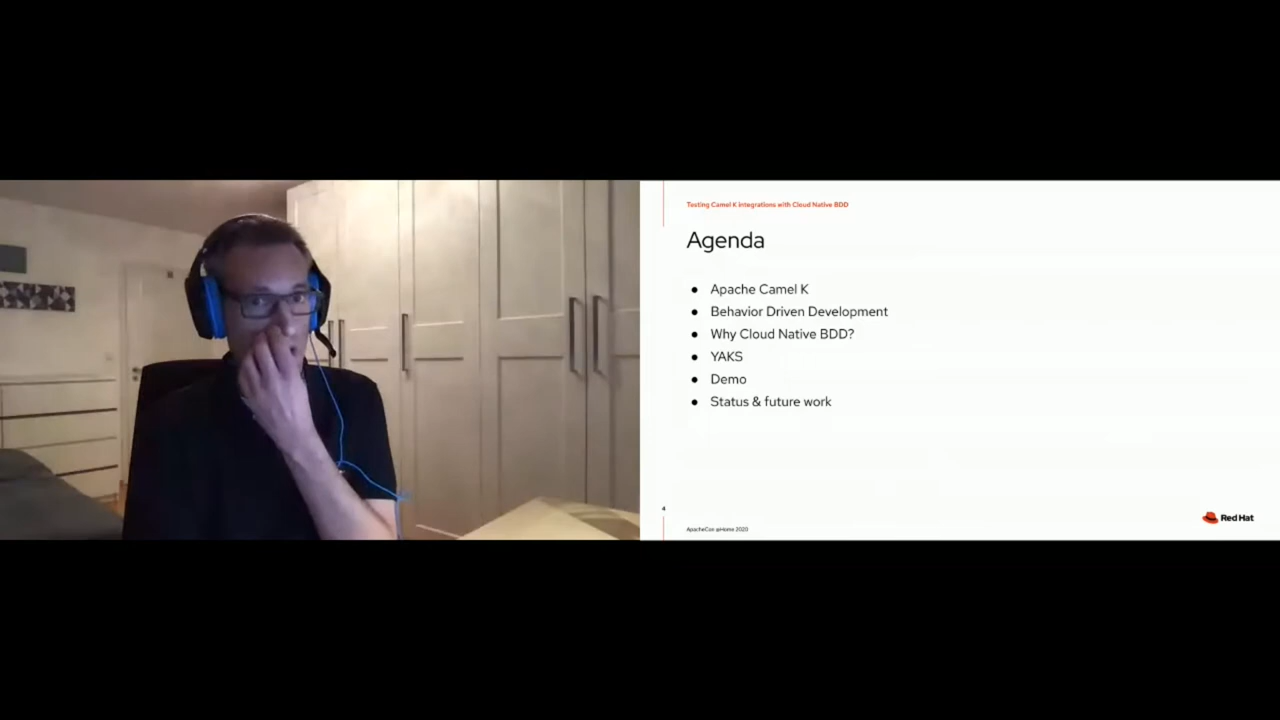 Testing Camel K integrations with Cloud Native BDD
Agenda
● Apache Camel K
● Behavior Driven Development
● Why Cloud Native BDD?
● YAKS
● Demo
● Status & future work
4
ApacheCon @Home 2020
Red Hat